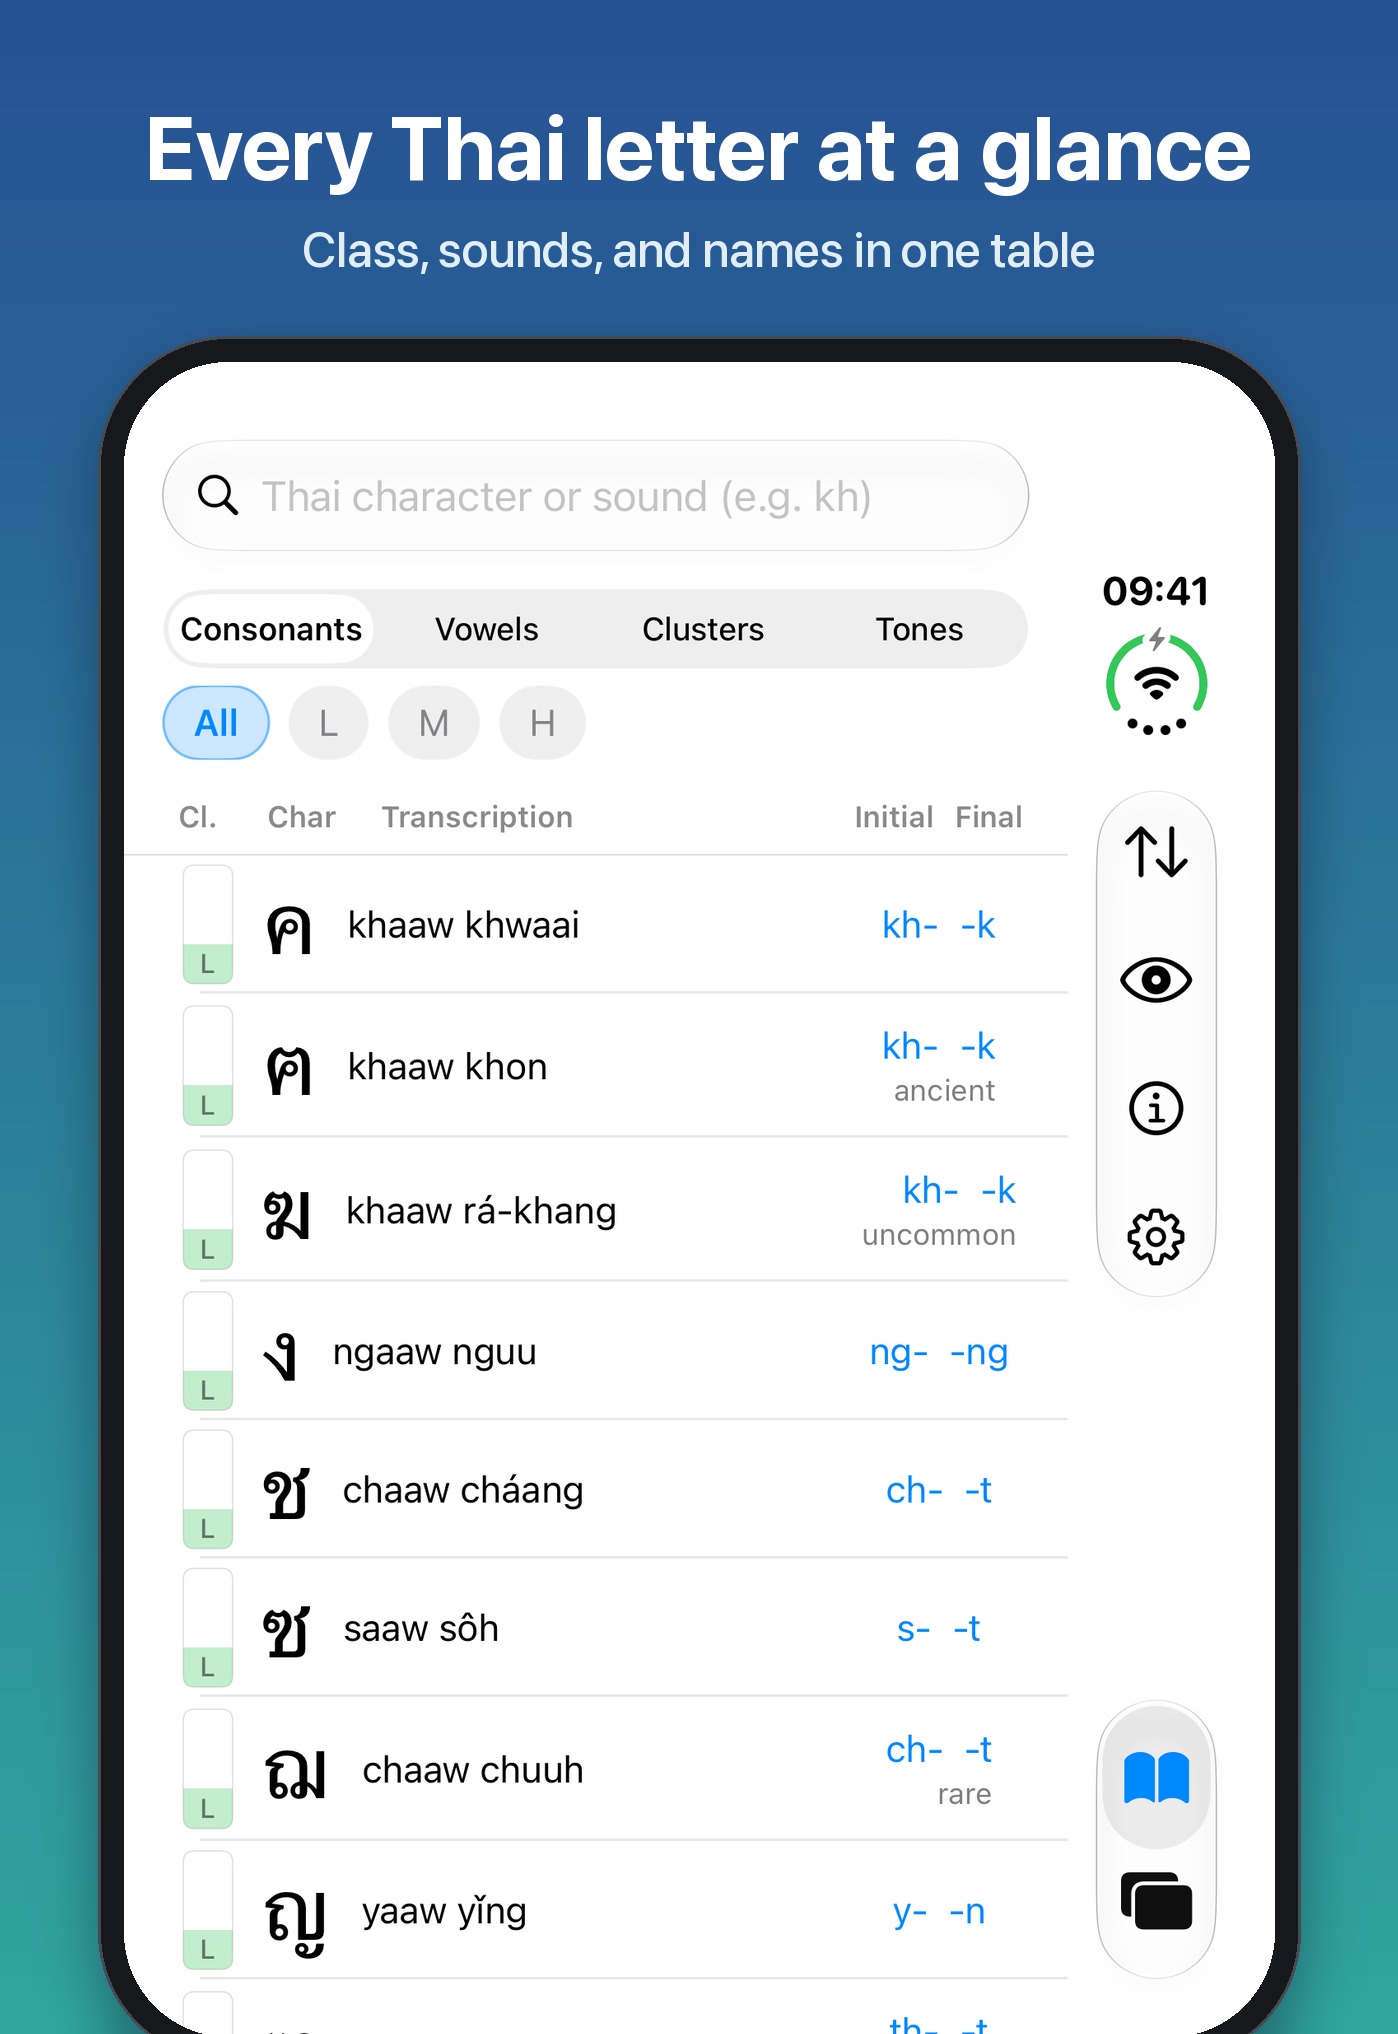 Every Thai letter at a glance
Class, sounds, and names in one table
Thai character or sound (e.g. kh)
09:41
Consonants Vowels Clusters Tones
All L M H
Cl. Char Transcription Initial Final
L ค khaaw khwaai kh- -k
L ฅ khaaw khon kh- -k
ancient
L ฆ khaaw rá-khang kh- -k
uncommon
L ง ngaaw nguu ng- -ng
L ช chaaw cháang ch- -t
L ซ saaw sôh s- -t
L ฌ chaaw chuuh ch- -t
rare
L ญ yaaw yǐng y- -n
th- -t